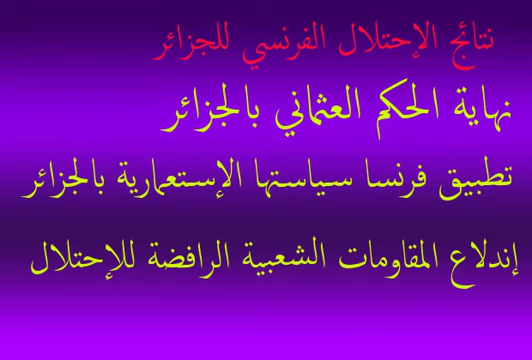 نتائج الإحتلال الفرنسي للجزائر
نهاية الحكم العثماني بالجزائر
تطبيق فرنسا سياستها الإستعمارية بالجزائر
إندلاع المقاومات الشعبية الرافضة للإحتلال